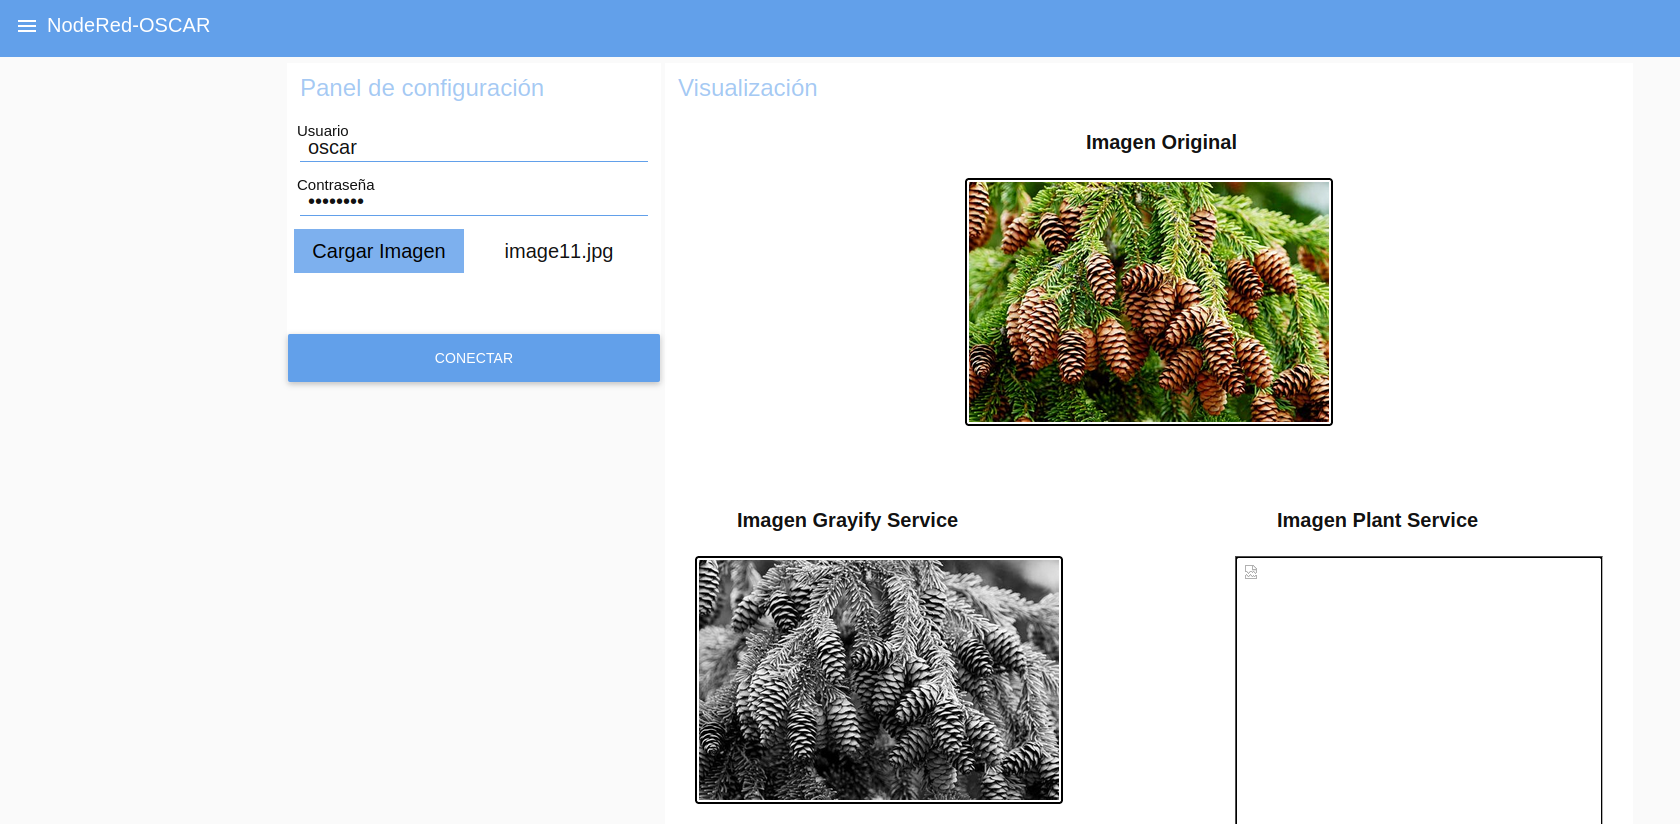 NodeRed-OSCAR
Panel de configuración
Usuario
oscar
Contraseña
••••••••
Cargar Imagen image11.jpg
CONECTAR
Visualización
Imagen Original
Imagen Grayify Service
Imagen Plant Service